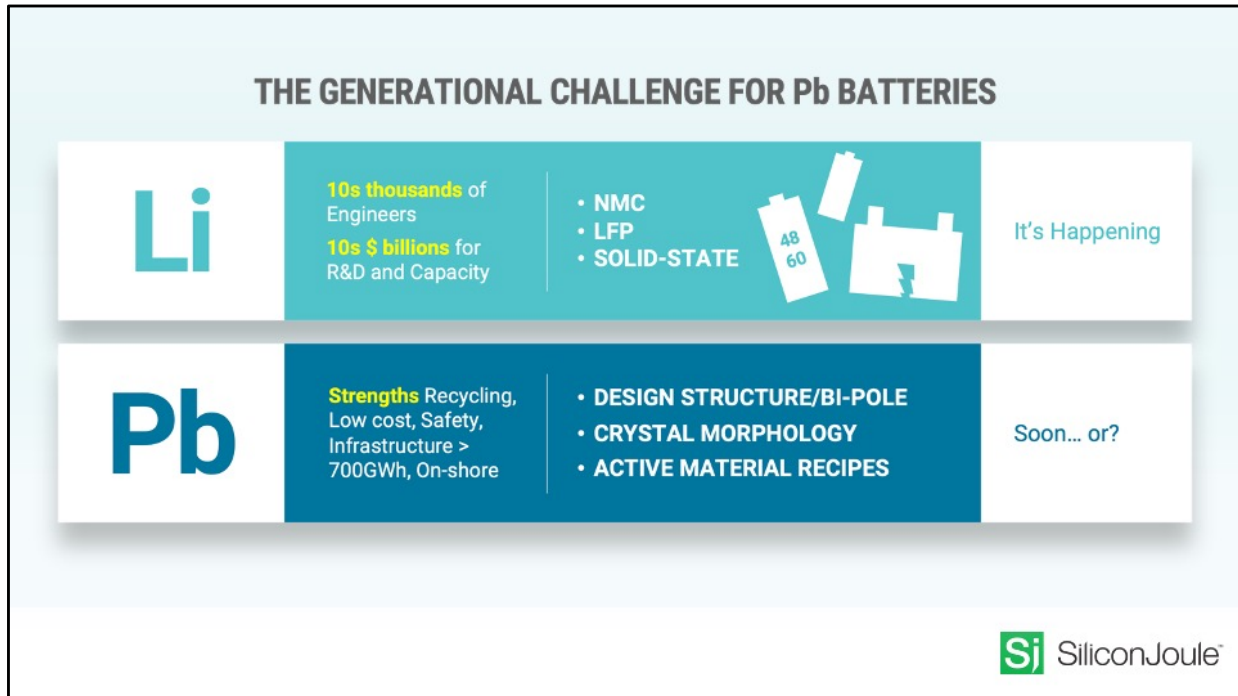 THE GENERATIONAL CHALLENGE FOR Pb BATTERIES
Li
10s thousands of
Engineers
10s $ billions for
R&D and Capacity
• NMC
• LFP
• SOLID-STATE
48
60
It's Happening
Pb
Strengths Recycling,
Low cost, Safety,
Infrastructure >
700GWh, On-shore
• DESIGN STRUCTURE/BI-POLE
• CRYSTAL MORPHOLOGY
• ACTIVE MATERIAL RECIPES
Soon... or?
Sj SiliconJoule™